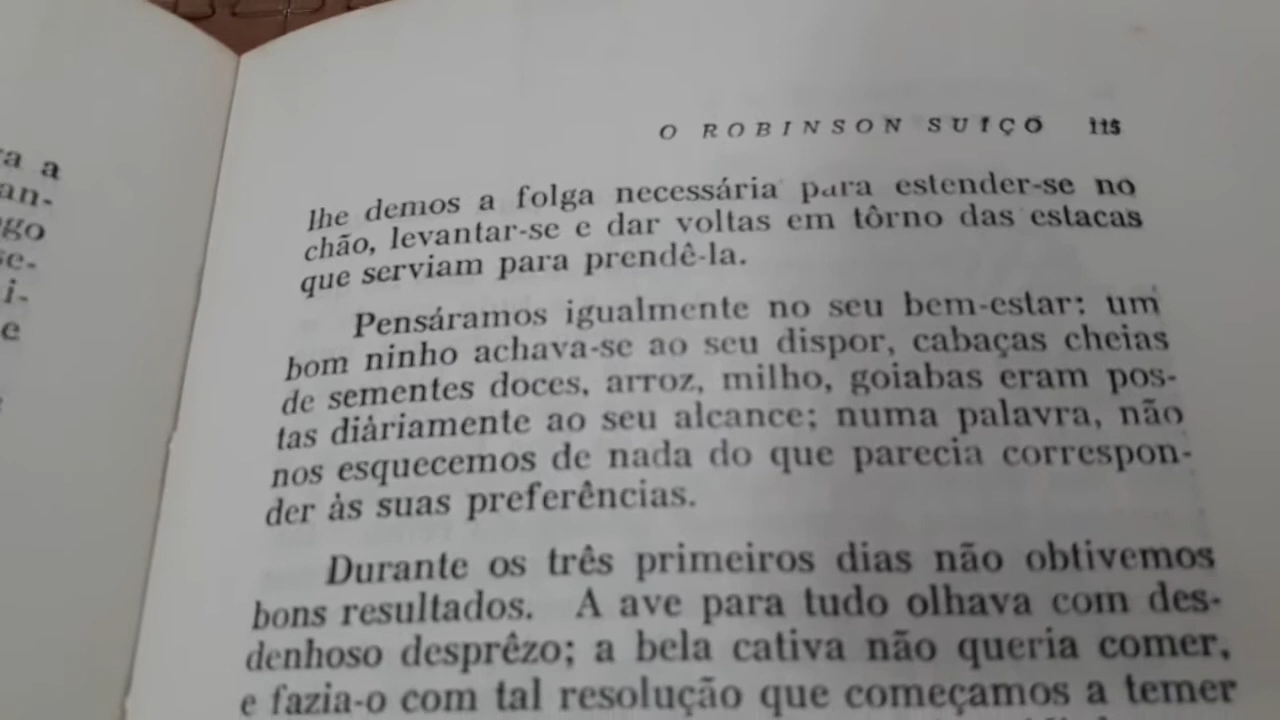 a a
an-
go
se-
i-
e
O ROBINSON SUIÇO 115
lhe demos a folga necessária para estender-se no
chão, levantar-se e dar voltas em tôrno das estacas
que serviam para prendê-la.
Pensáramos igualmente no seu bem-estar: um
bom ninho achava-se ao seu dispor, cabaças cheias
de sementes doces, arroz, milho, goiabas eram pos-
tas diàriamente ao seu alcance; numa palavra, não
nos esquecemos de nada do que parecia correspon-
der às suas preferências.
Durante os três primeiros dias não obtivemos
bons resultados. A ave para tudo olhava com des-
denhoso desprêzo; a bela cativa não queria comer,
e fazia-o com tal resolução que começamos a temer